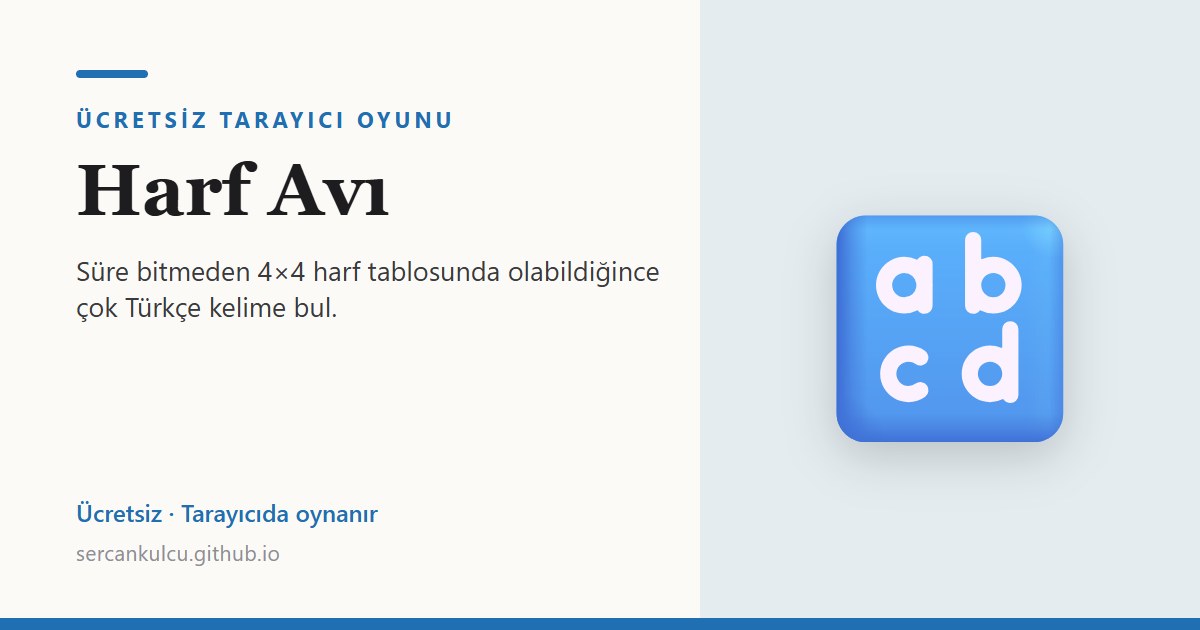 ÜCRETSİZ TARAYICI OYUNU
Harf Avı
Süre bitmeden 4×4 harf tablosunda olabildiğince
çok Türkçe kelime bul.
Ücretsiz · Tarayıcıda oynanır
sercankulcu.github.io
a b
c d